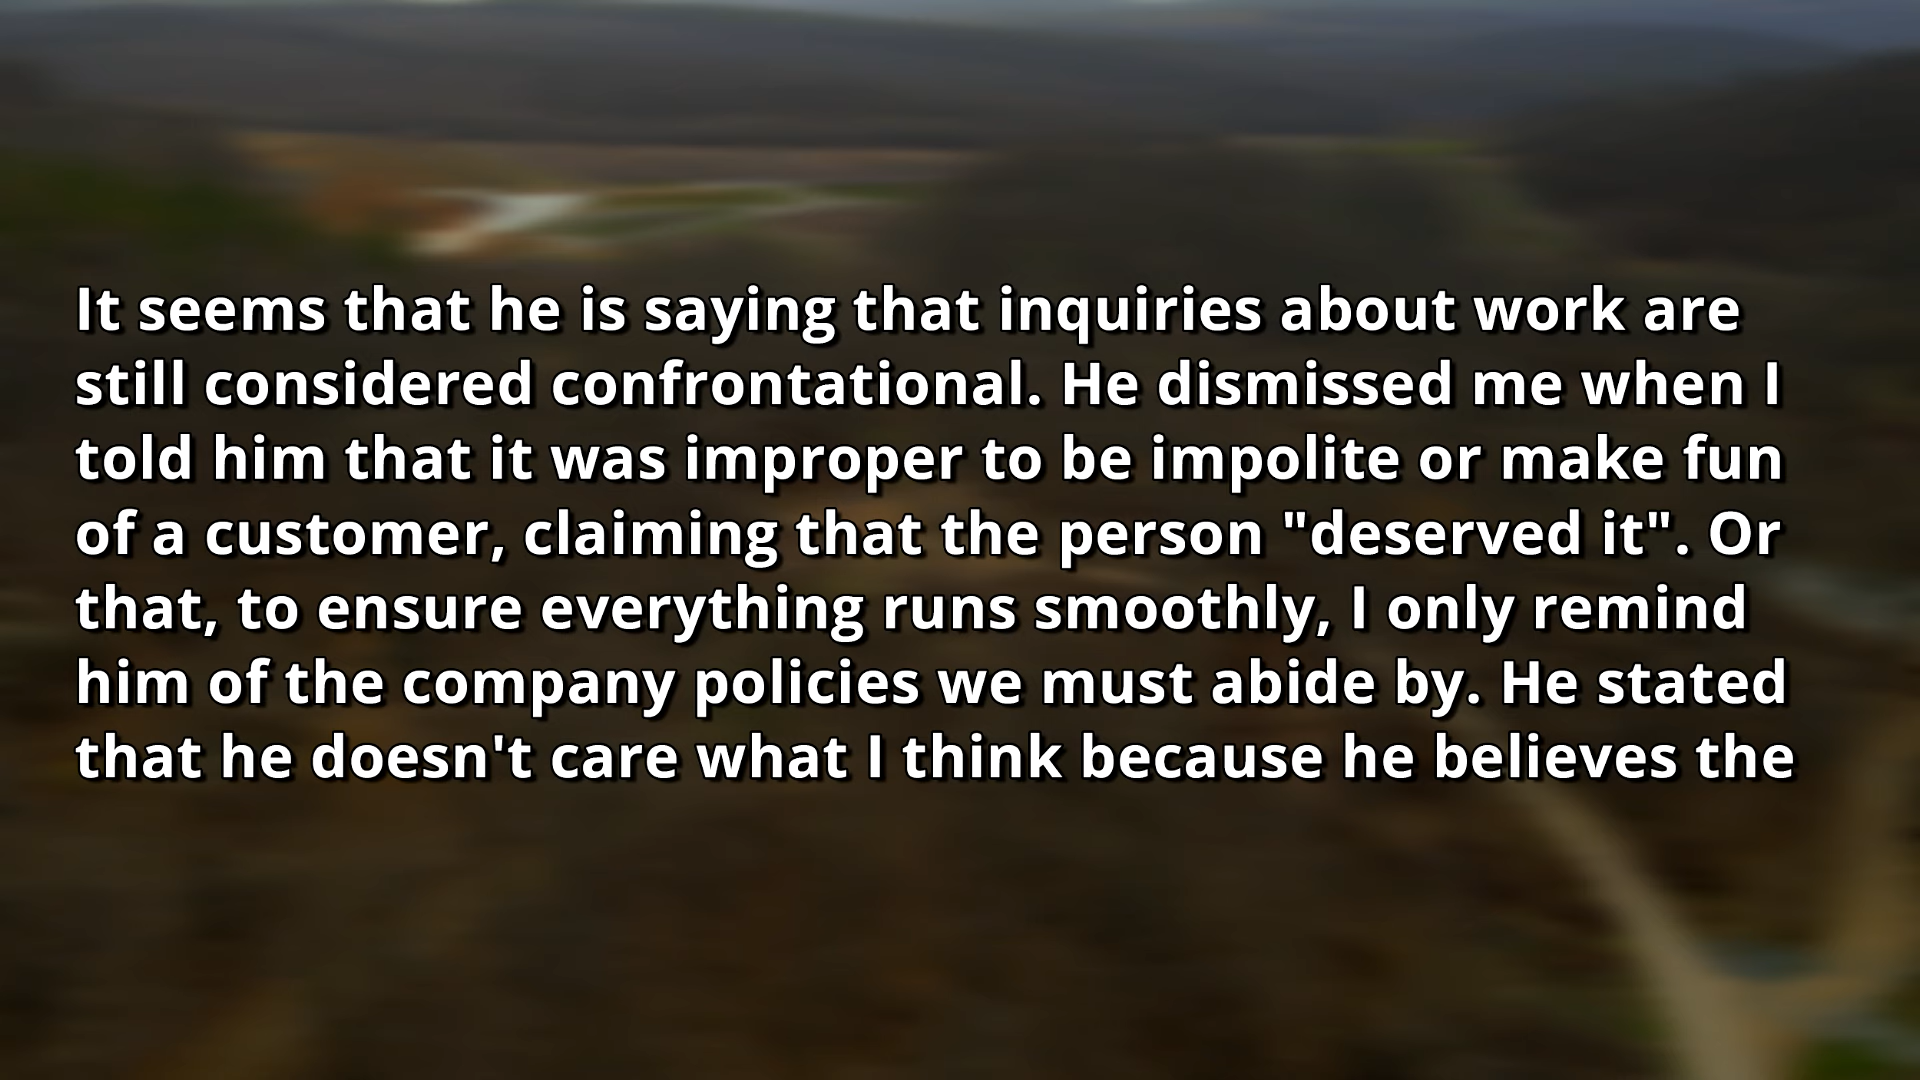 It seems that he is saying that inquiries about work are
still considered confrontational. He dismissed me when I
told him that it was improper to be impolite or make fun
of a customer, claiming that the person "deserved it". Or
that, to ensure everything runs smoothly, I only remind
him of the company policies we must abide by. He stated
that he doesn't care what I think because he believes the